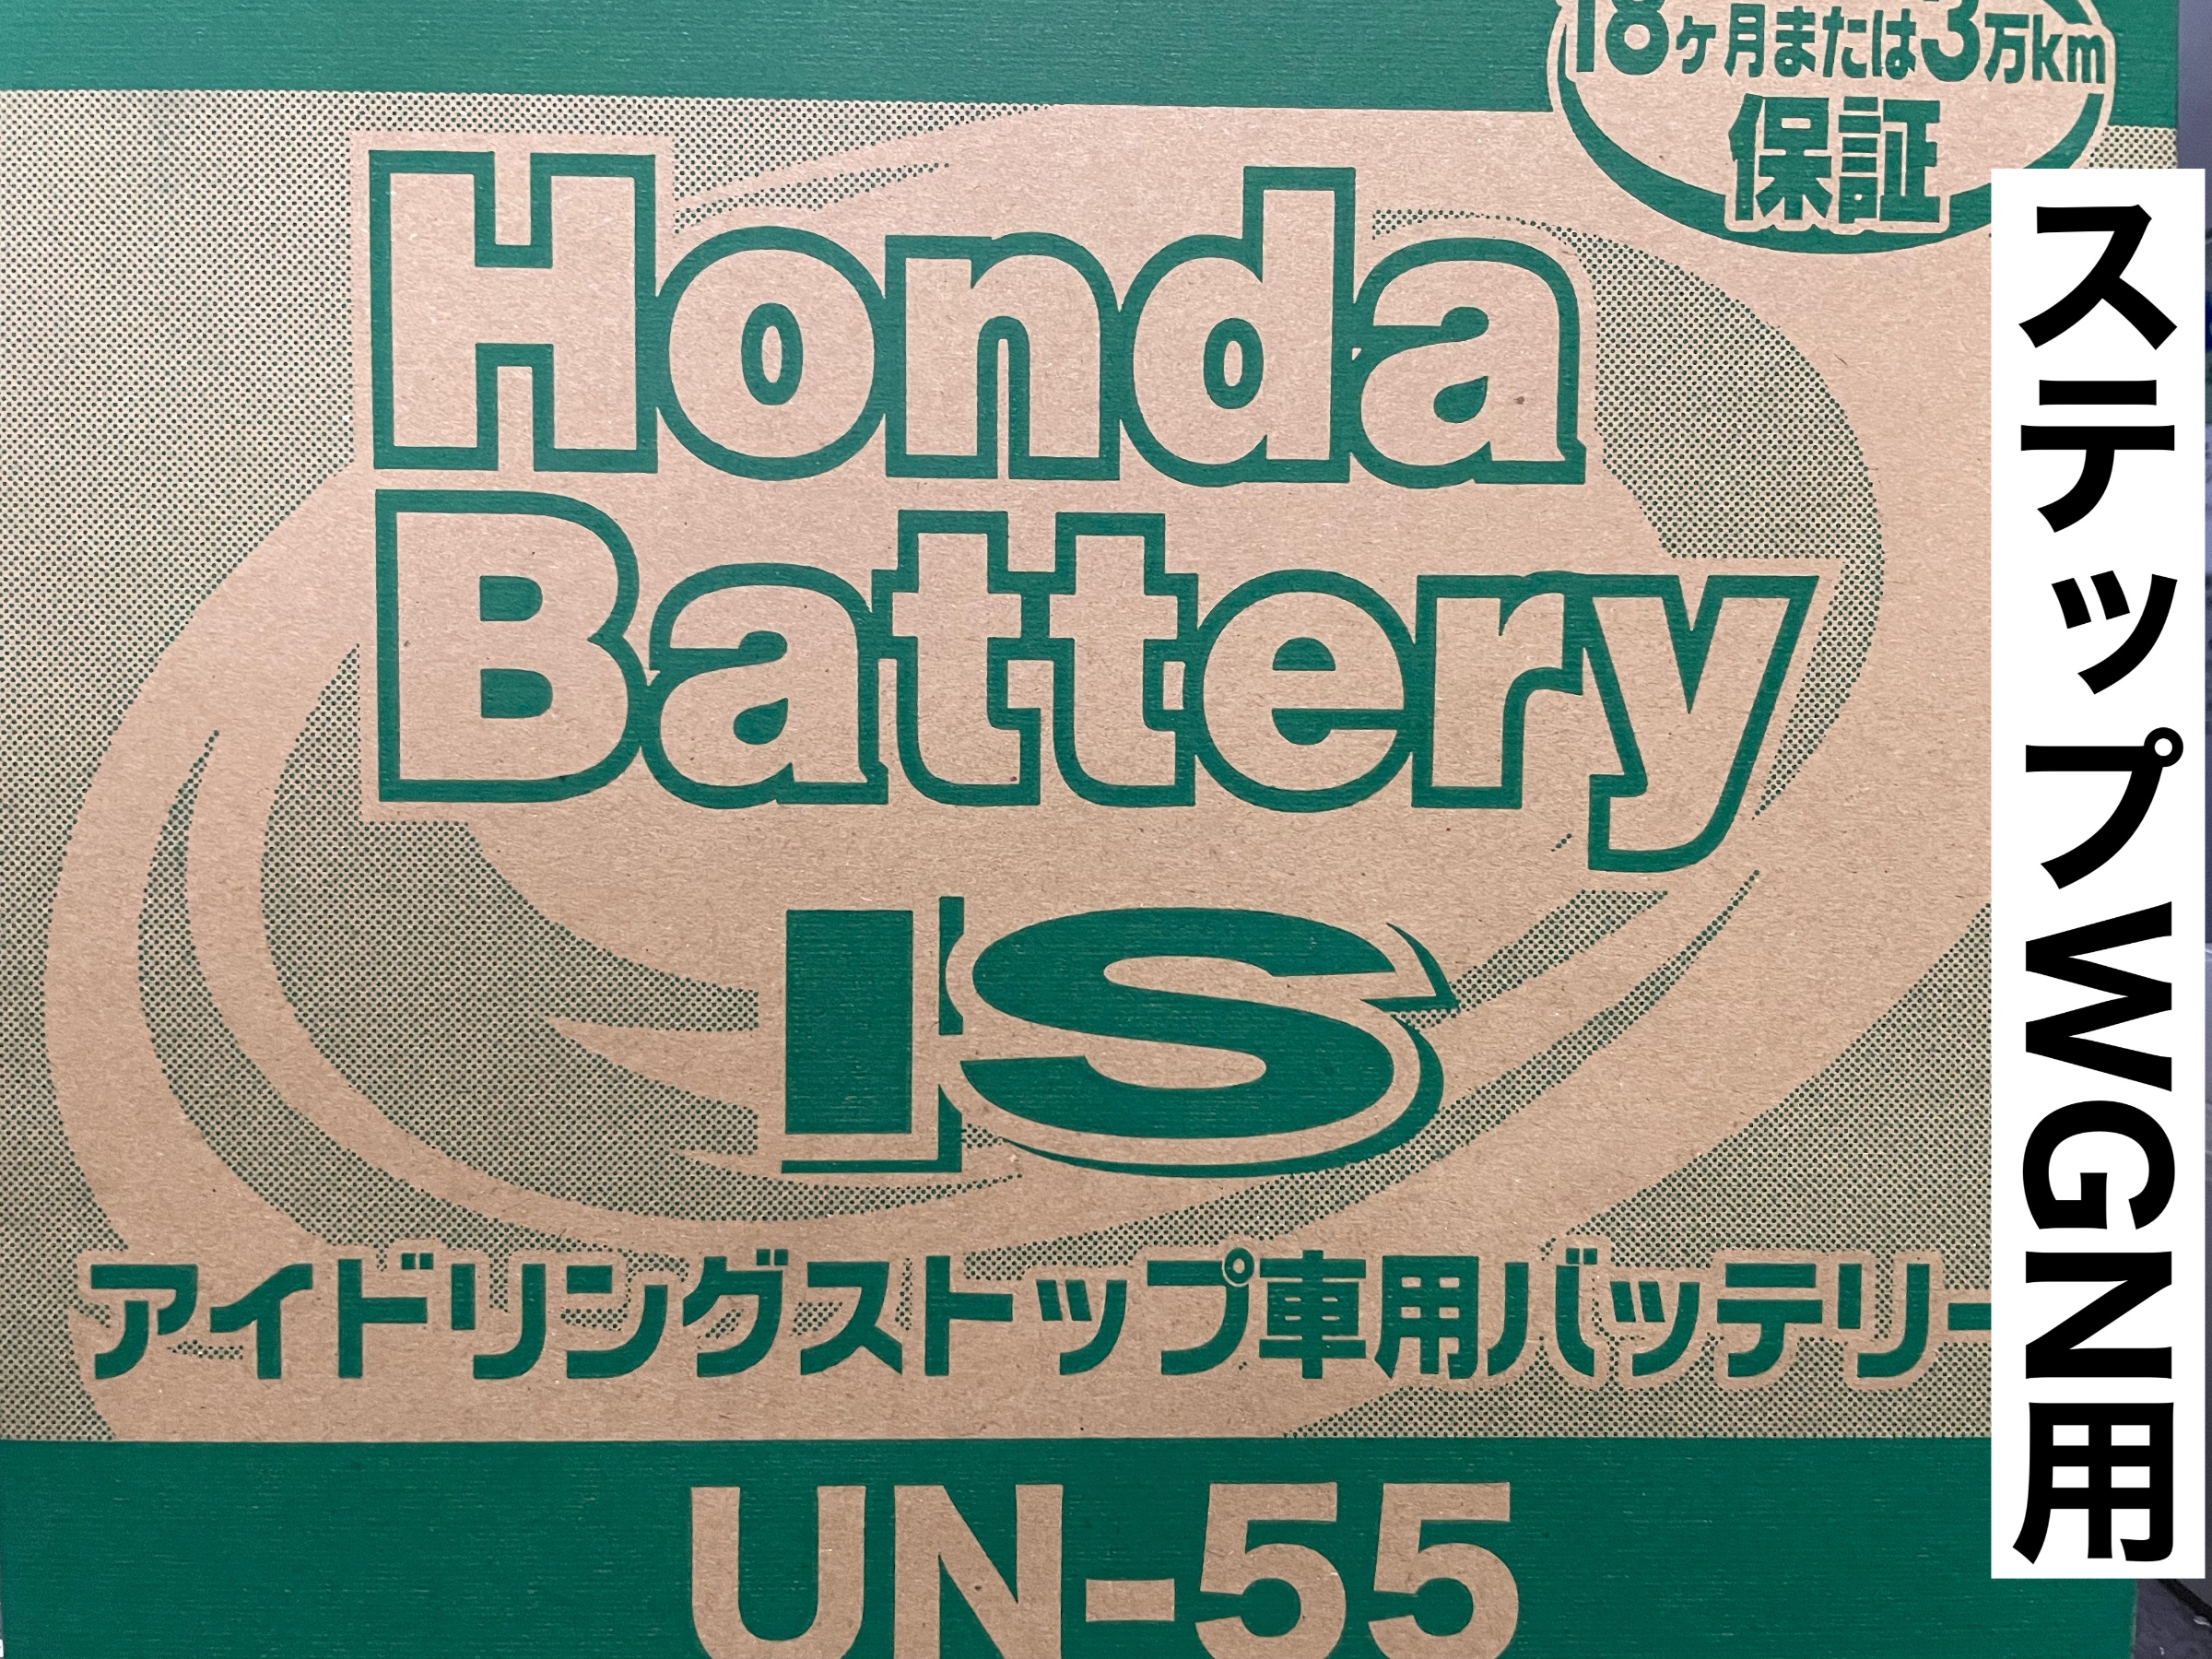 18ヶ月または3万km
保証
Honda
Battery
IS
アイドリングストップ車用バッテリー
UN-55
ステップWGN用